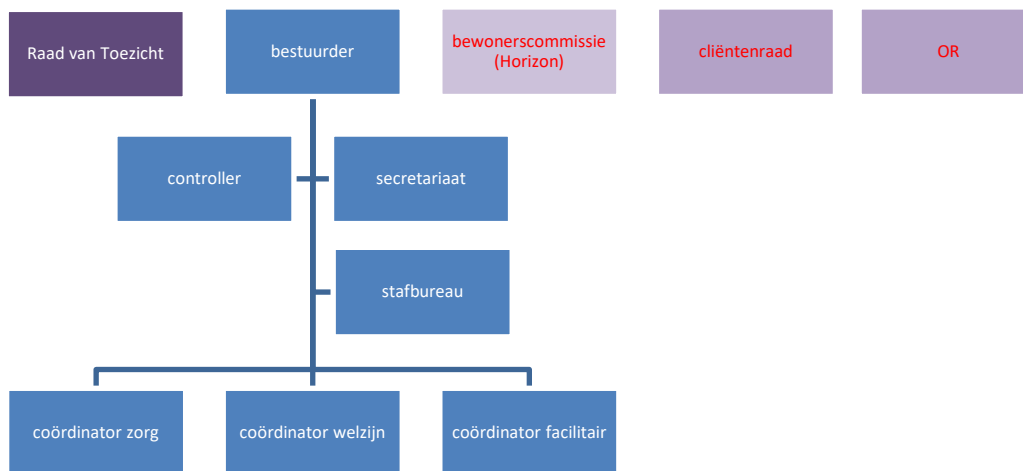 Raad van Toezicht
bestuurder
bewonerscommissie
(Horizon)
cliëntenraad
OR
controller
secretariaat
stafbureau
coördinator zorg
coördinator welzijn
coördinator facilitair